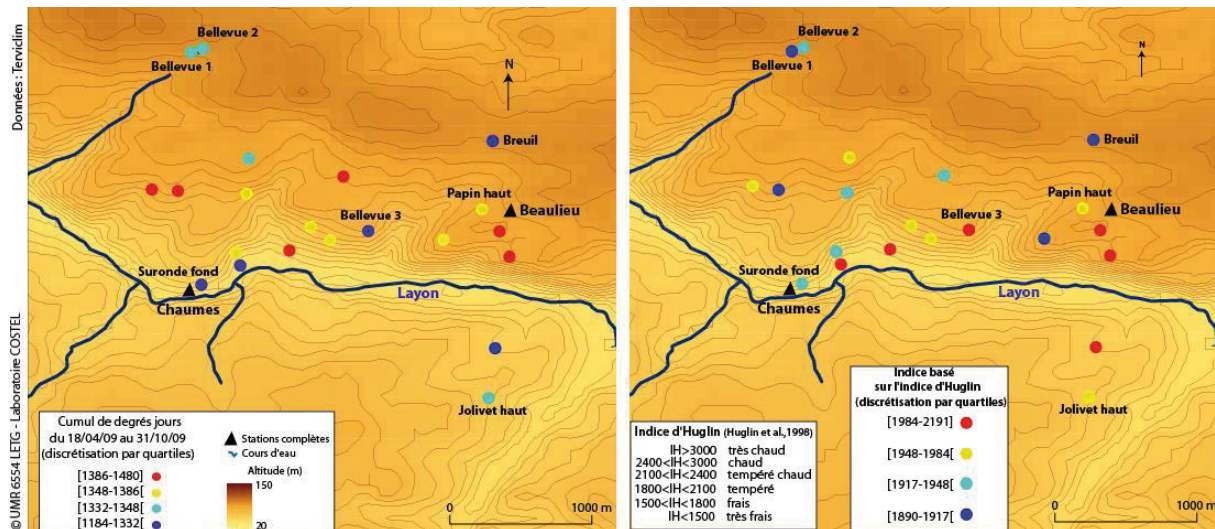 Données : Terviclim
© UMR 6554 LETG - Laboratoire COSTEL
Bellevue 2
Bellevue 1
N
Breuil
Papin haut
Beaulieu
Bellevue 3
Suronde fond
Chaumes
Layon
Jolivet haut
Cumul de degrés jours
du 18/04/09 au 31/10/09
(discrétisation par quartiles)
[1386-1480]
[1348-1386[
[1332-1348[
[1184-1332[
Stations complètes
Cours d'eau
Altitude (m)
150
20
0
1000 m
Bellevue 2
Bellevue 1
N
Breuil
Papin haut
Beaulieu
Bellevue 3
Suronde fond
Chaumes
Layon
Jolivet haut
Indice d'Huglin (Huglin et al.,1998)
IH>3000 très chaud
2400<IH<3000 chaud
2100<IH<2400 tempéré chaud
1800<IH<2100 tempéré
1500<IH<1800 frais
IH<1500 très frais
Indice basé
sur l'indice d'Huglin
(discrétisation par quartiles)
[1984-2191]
[1948-1984[
[1917-1948[
[1890-1917[
0
1000 m